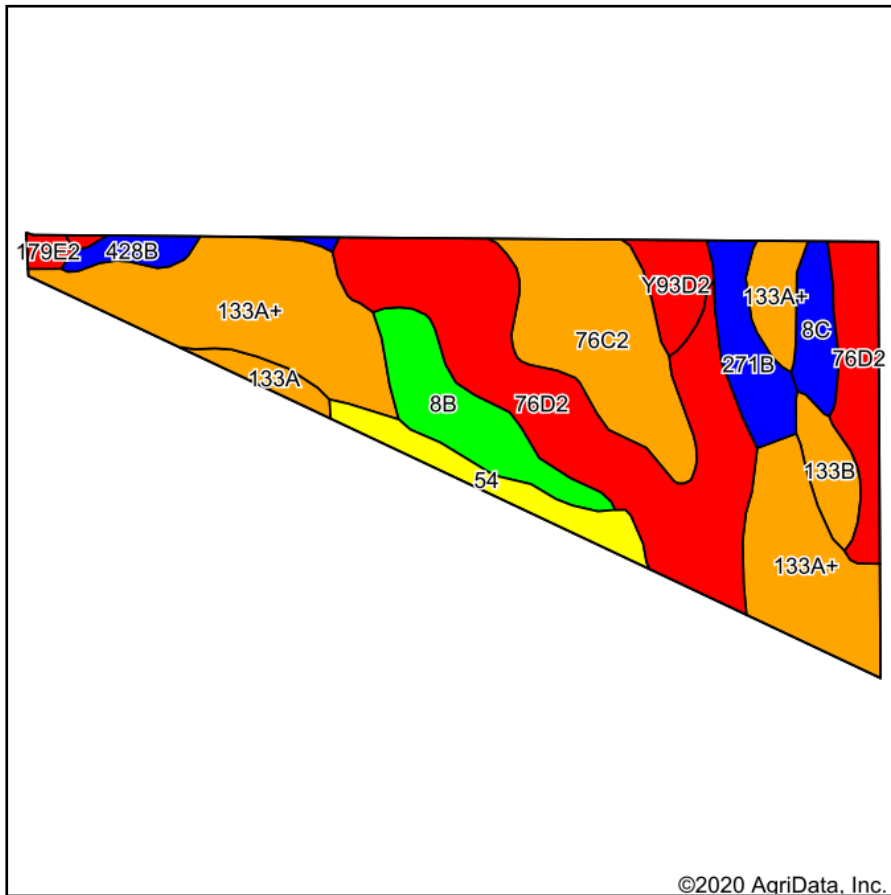 179E2
428B
133A+
Y93D2
133A+
8C
76C2
271B
76D2
133A
8B
76D2
133B
54
133A+
©2020 AgriData, Inc.